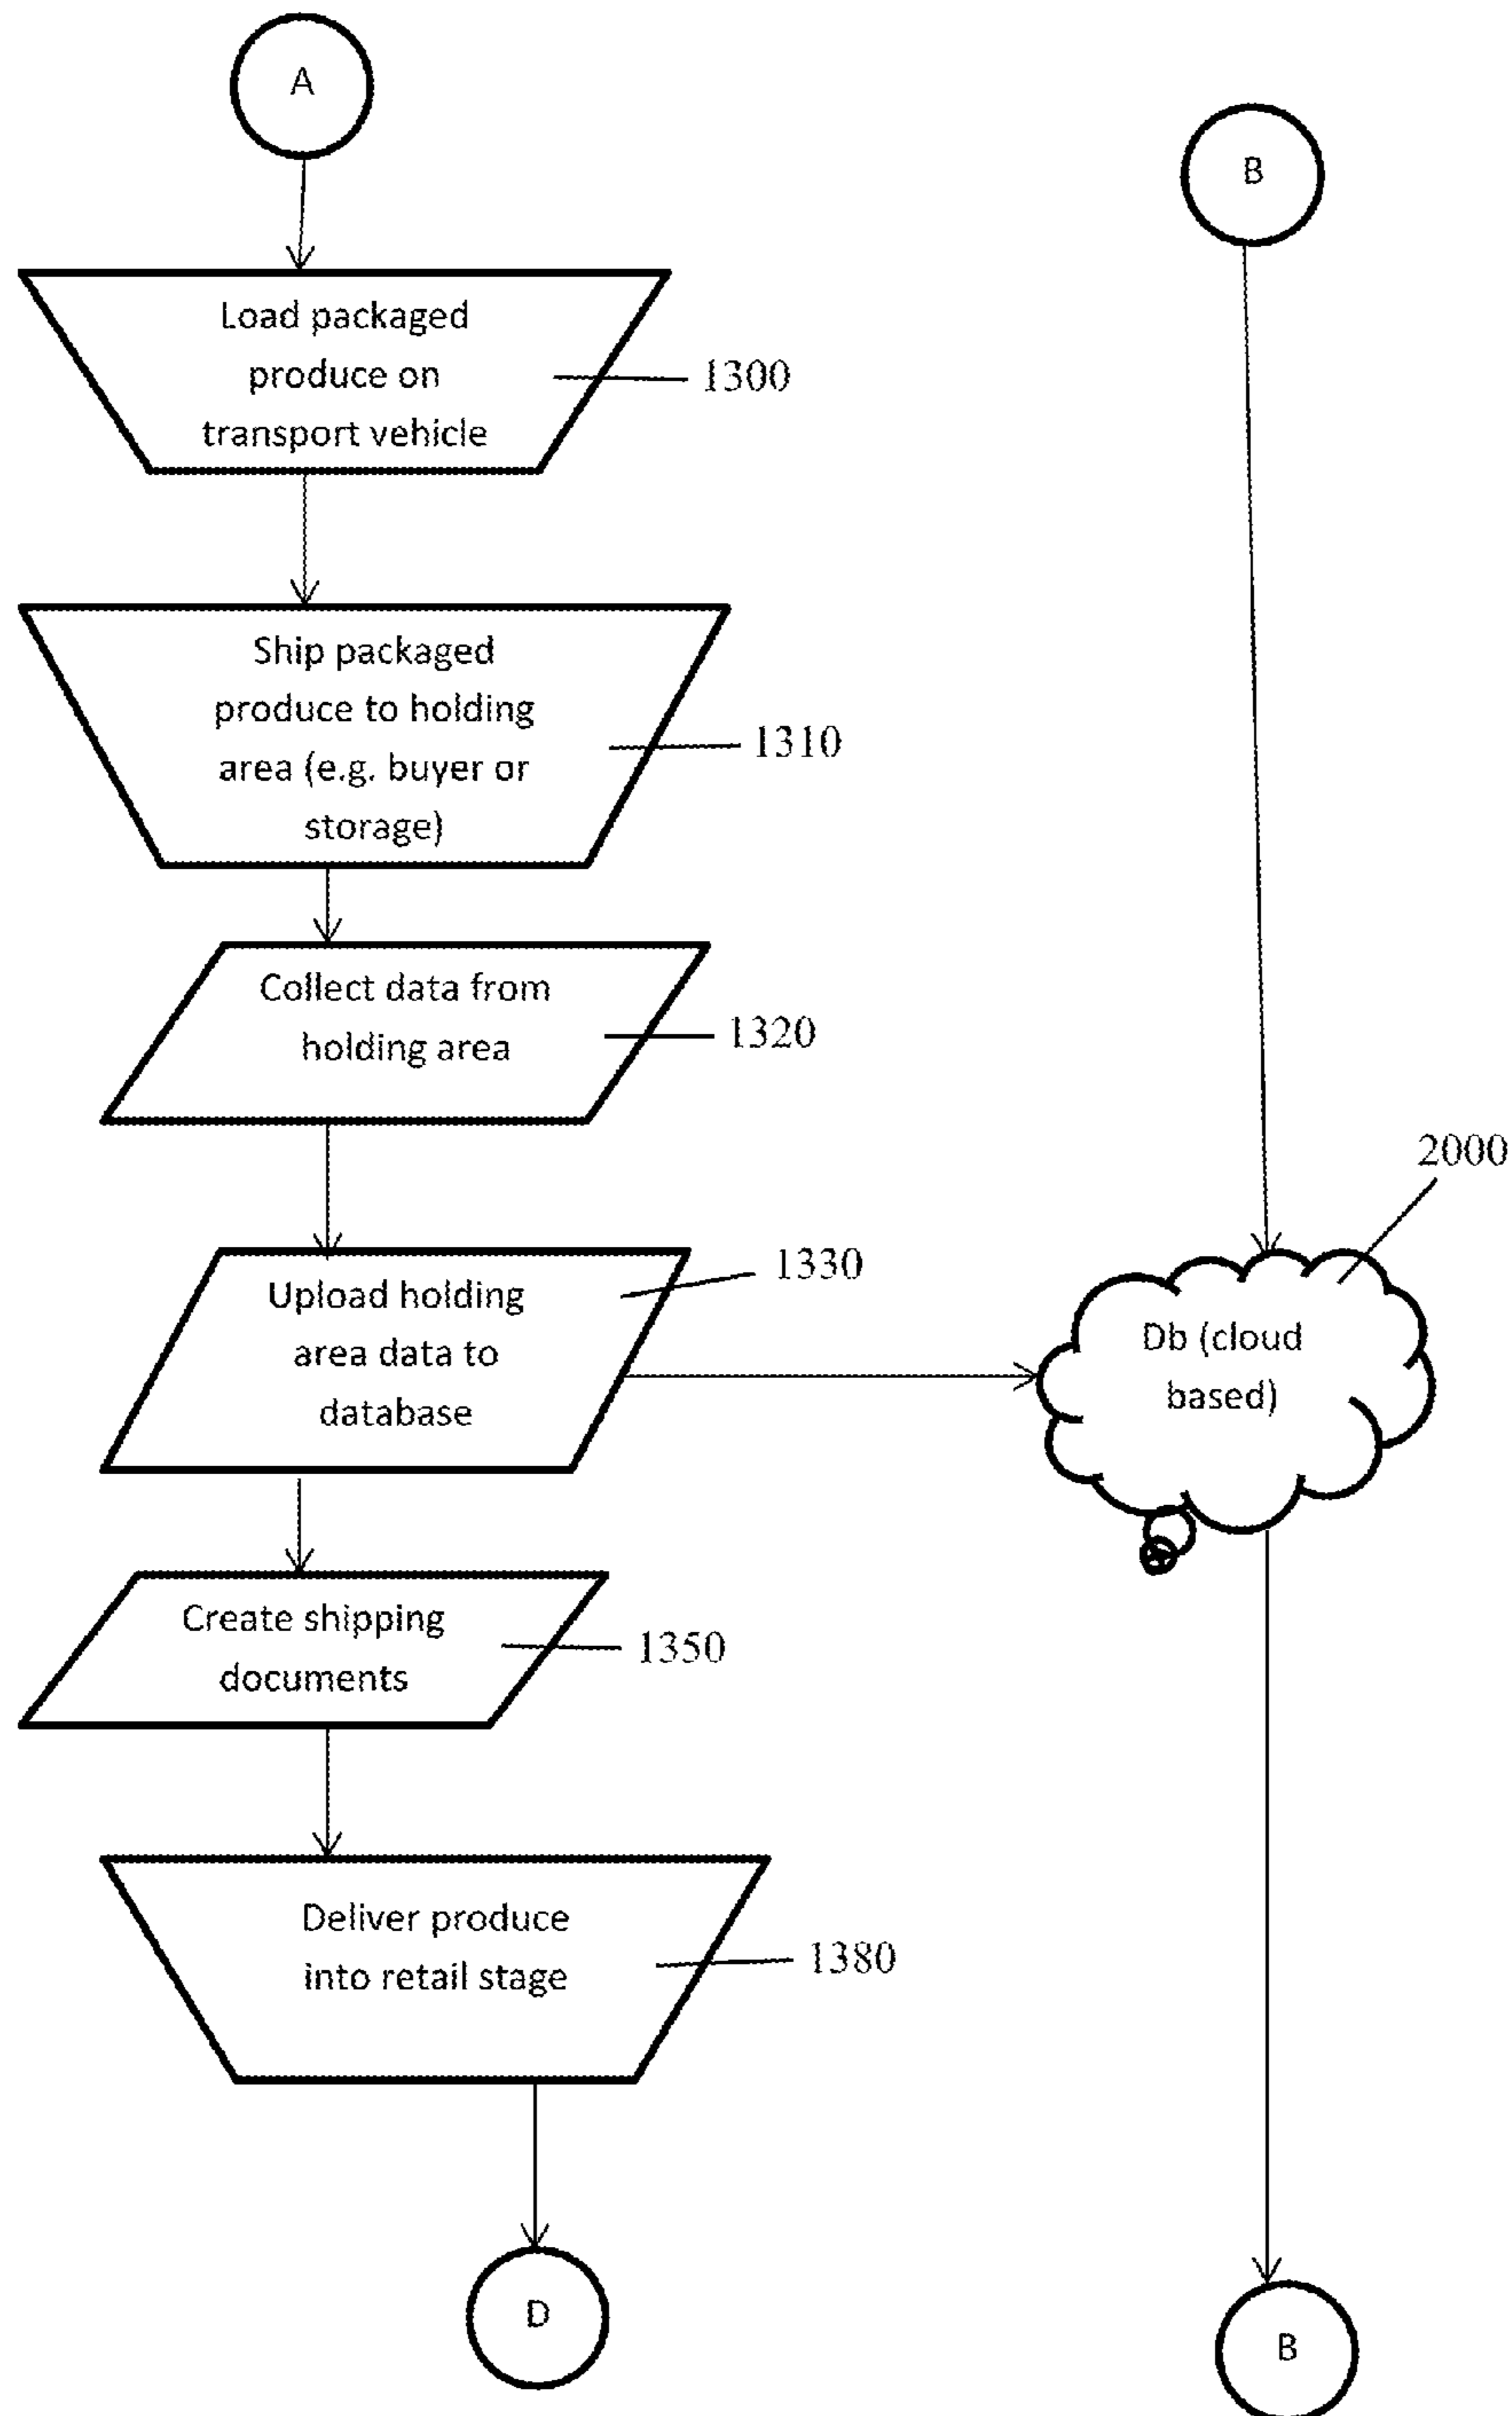 A
B
Load packaged
produce on
transport vehicle
1300
Ship packaged
produce to holding
area (e.g. buyer or
storage)
1310
Collect data from
holding area
1320
2000
Upload holding
area data to
database
1330
Db (cloud
based)
Create shipping
documents
1350
Deliver produce
into retail stage
1380
D
B